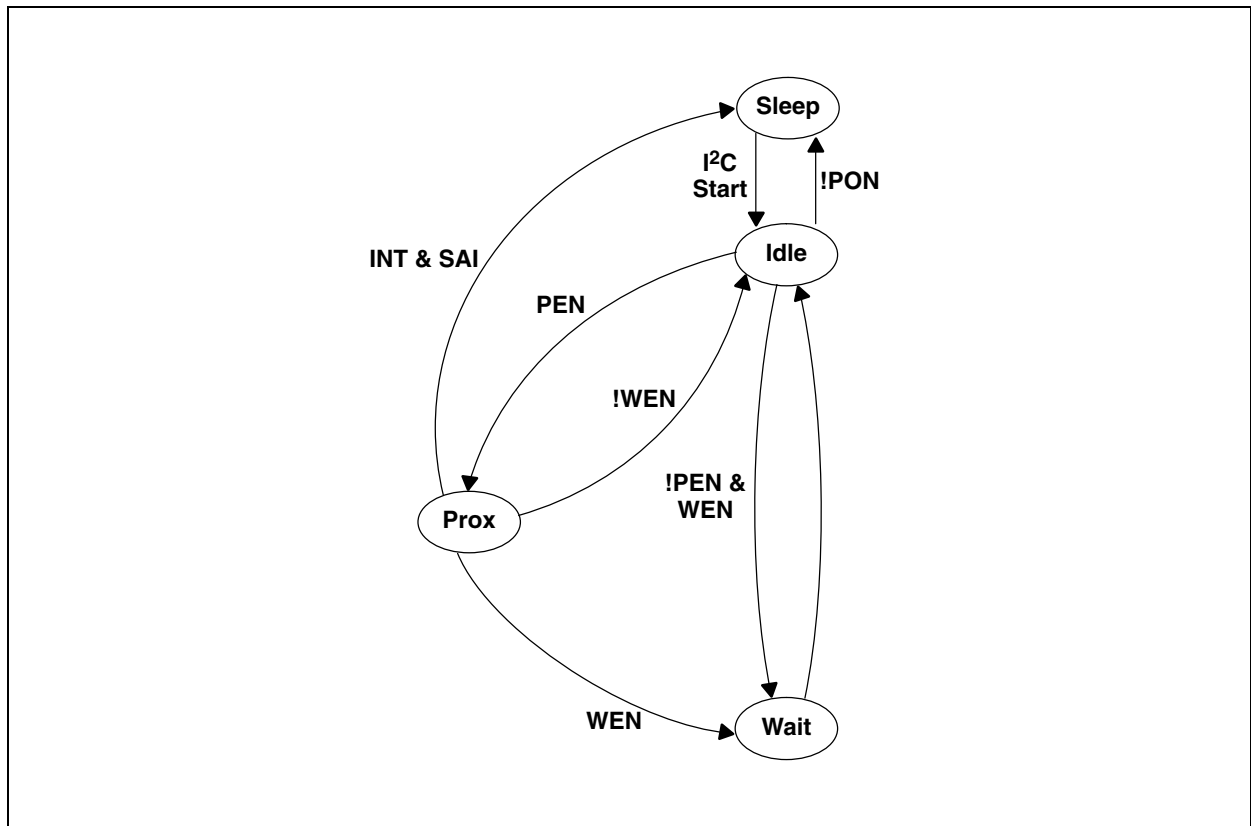 Sleep
I²C
Start
!PON
Idle
INT & SAI
PEN
!WEN
!PEN &
WEN
Prox
WEN
Wait